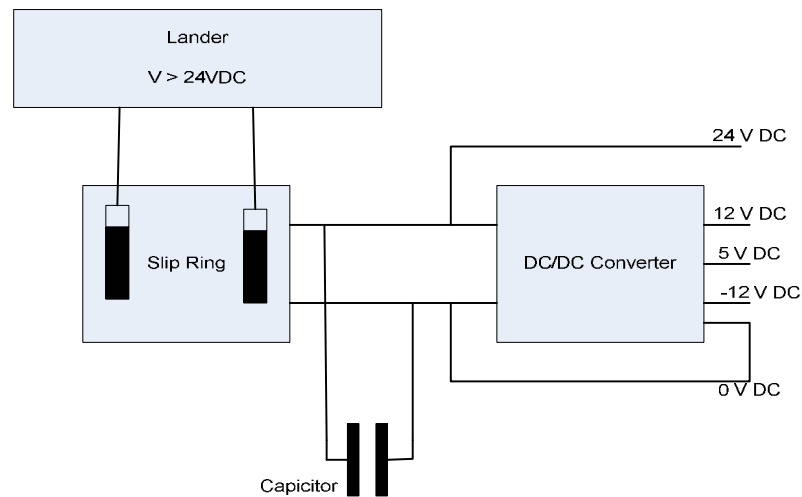 Lander
V > 24VDC
24 V DC
12 V DC
Slip Ring
DC/DC Converter
5 V DC
-12 V DC
0 V DC
Capicitor